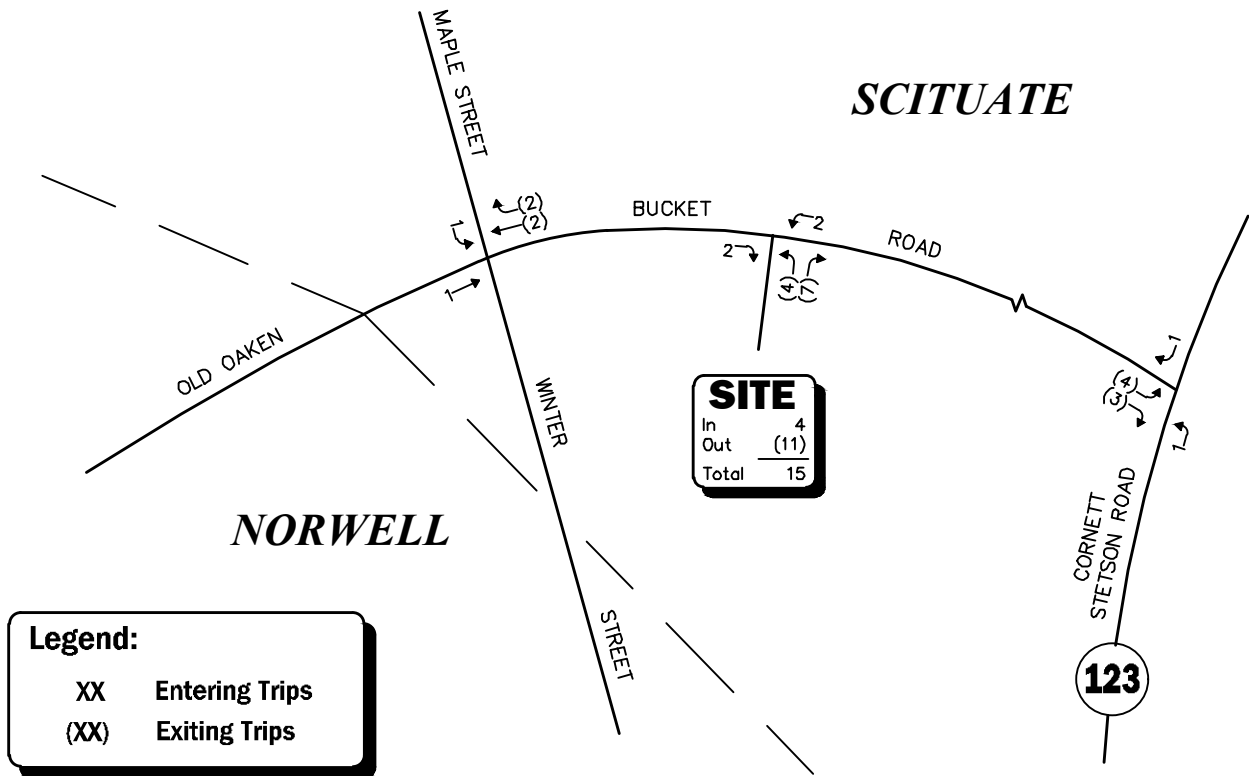 MAPLE STREET
SCITUATE
(2)
(2)
1
1
BUCKET
2
2
(4)
(7)
ROAD
OLD OAKEN
1
(4)
(3)
1
SITE
In 4
Out (11)
Total 15
WINTER
STREET
NORWELL
CORNETT
STETSON ROAD
123
Legend:
XX Entering Trips
(XX) Exiting Trips